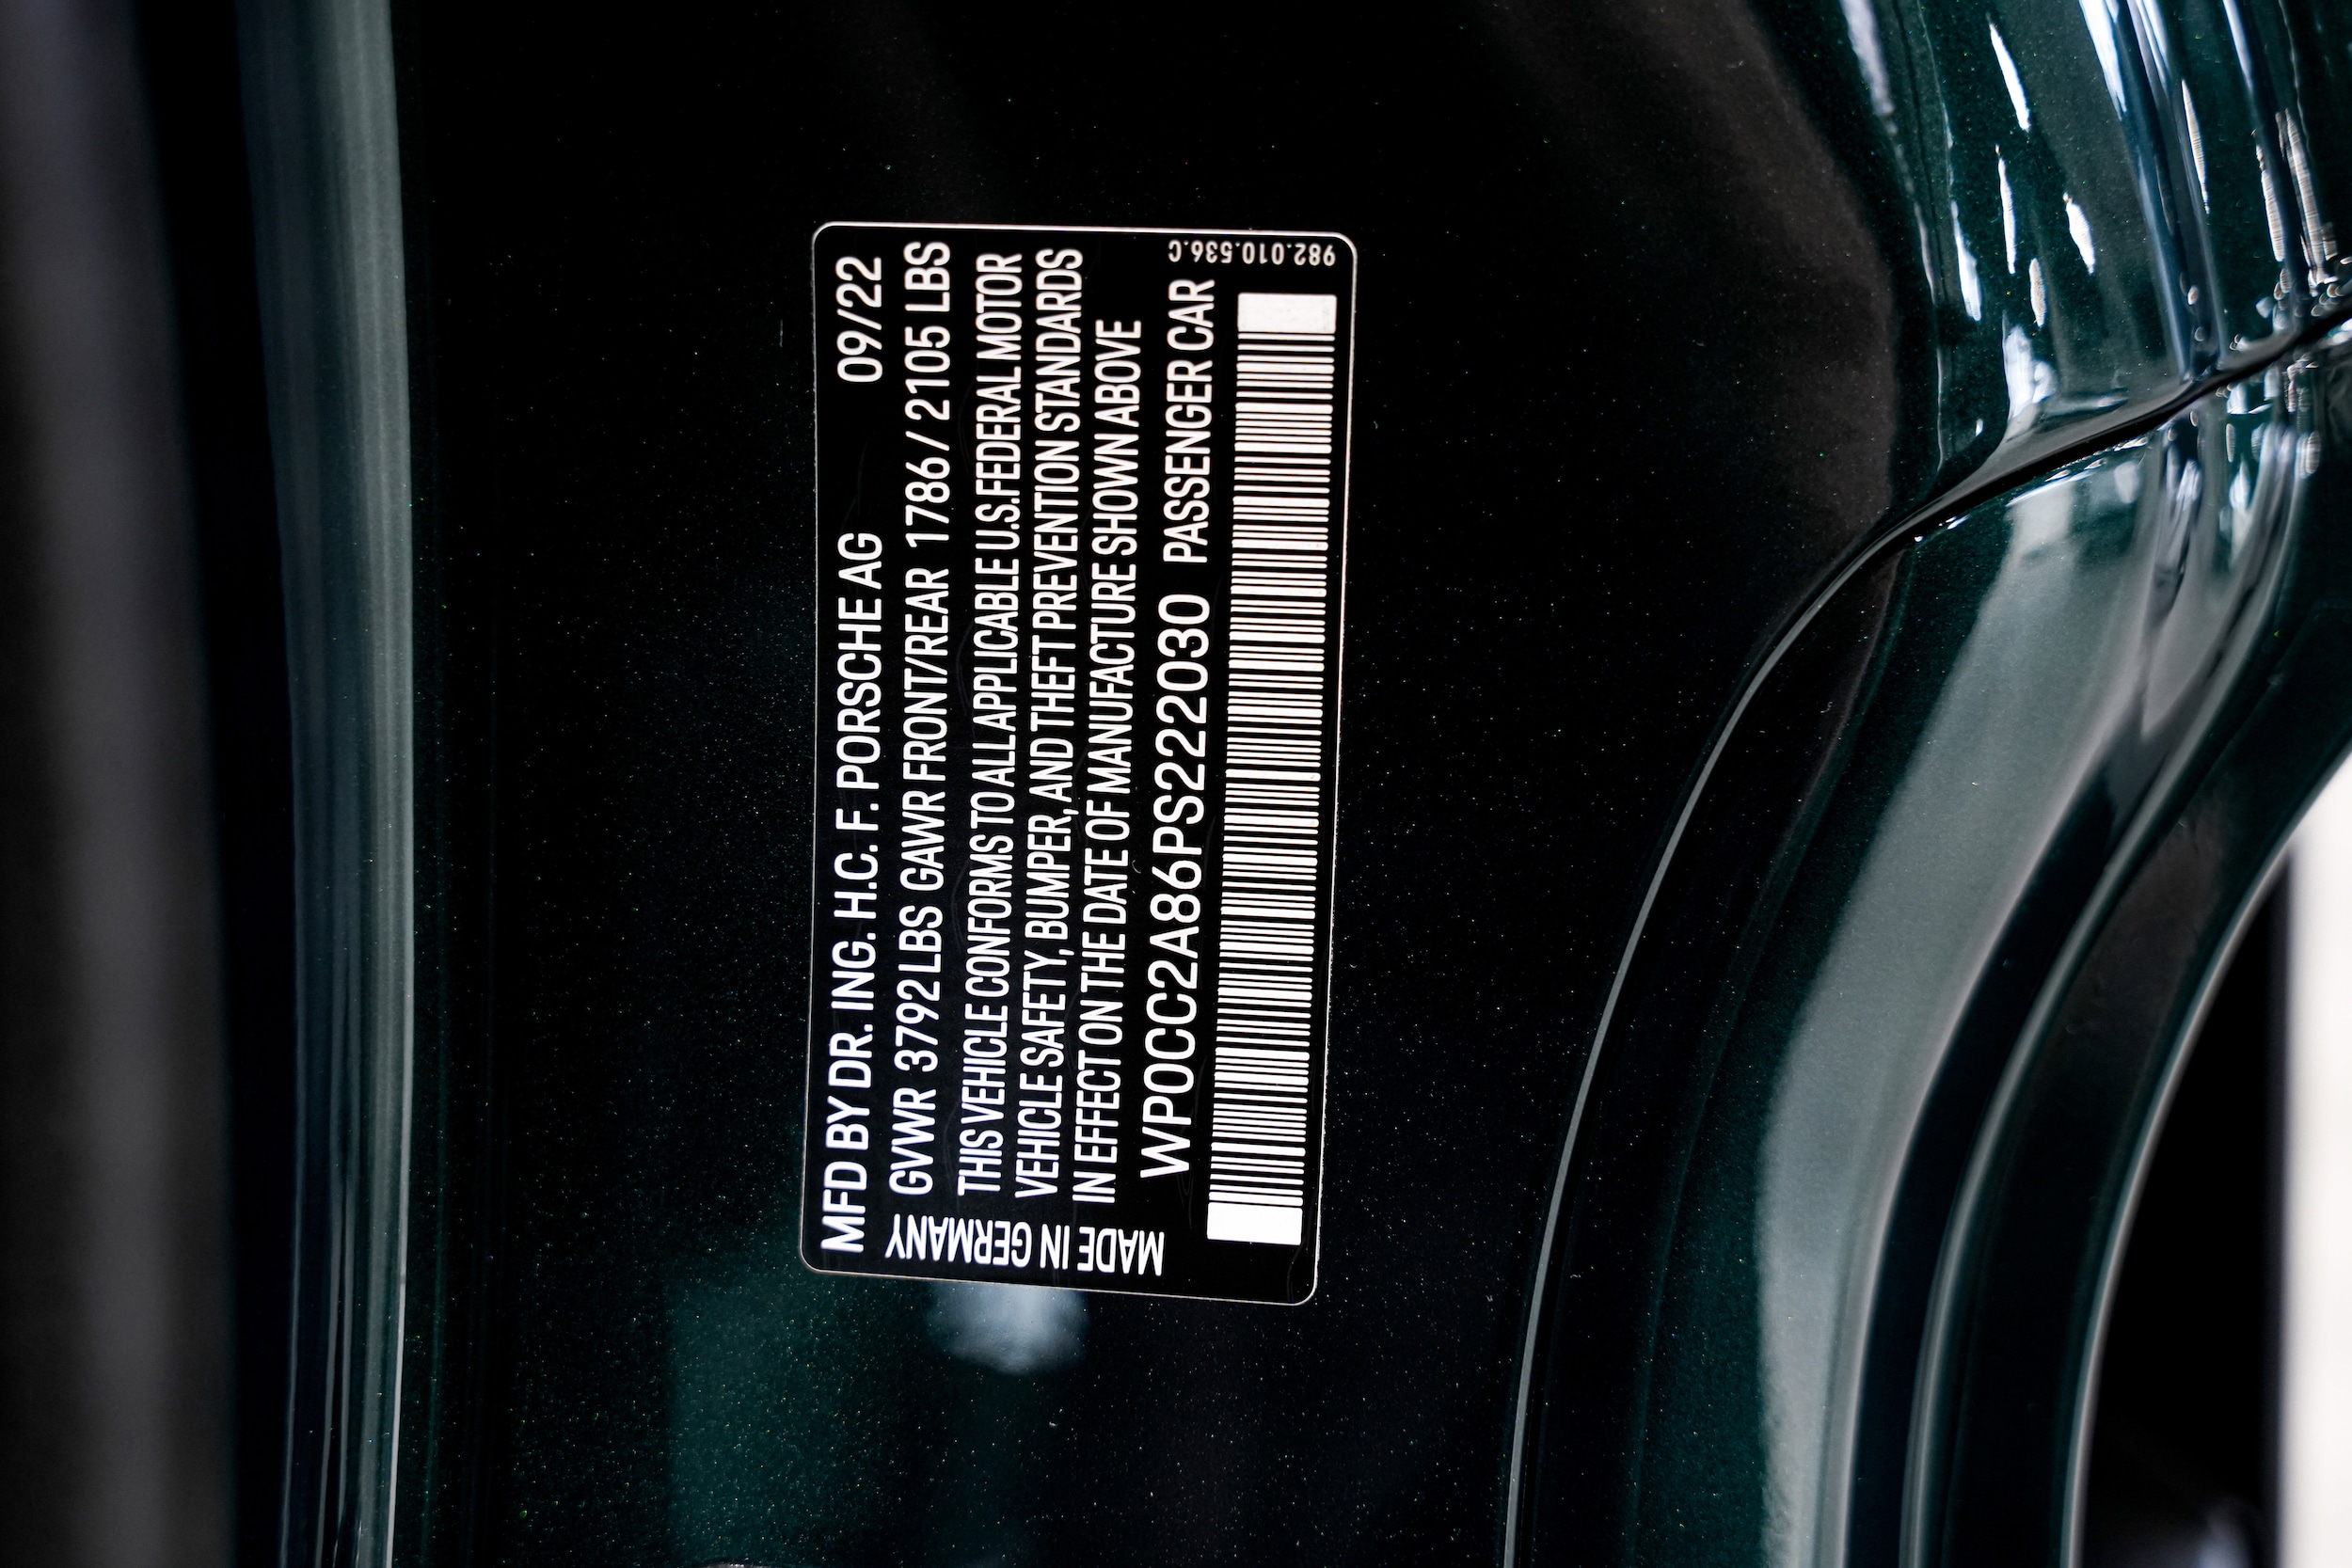 MFD BY DR. ING. H.C. F. PORSCHE AG 09/22
GVWR 3792 LBS GAWR FRONT/REAR 1786 / 2105 LBS
THIS VEHICLE CONFORMS TO ALL APPLICABLE U.S. FEDERAL MOTOR
VEHICLE SAFETY, BUMPER, AND THEFT PREVENTION STANDARDS
IN EFFECT ON THE DATE OF MANUFACTURE SHOWN ABOVE
WP0CC2A86PS222030 PASSENGER CAR
MADE IN GERMANY
982.010.536.C